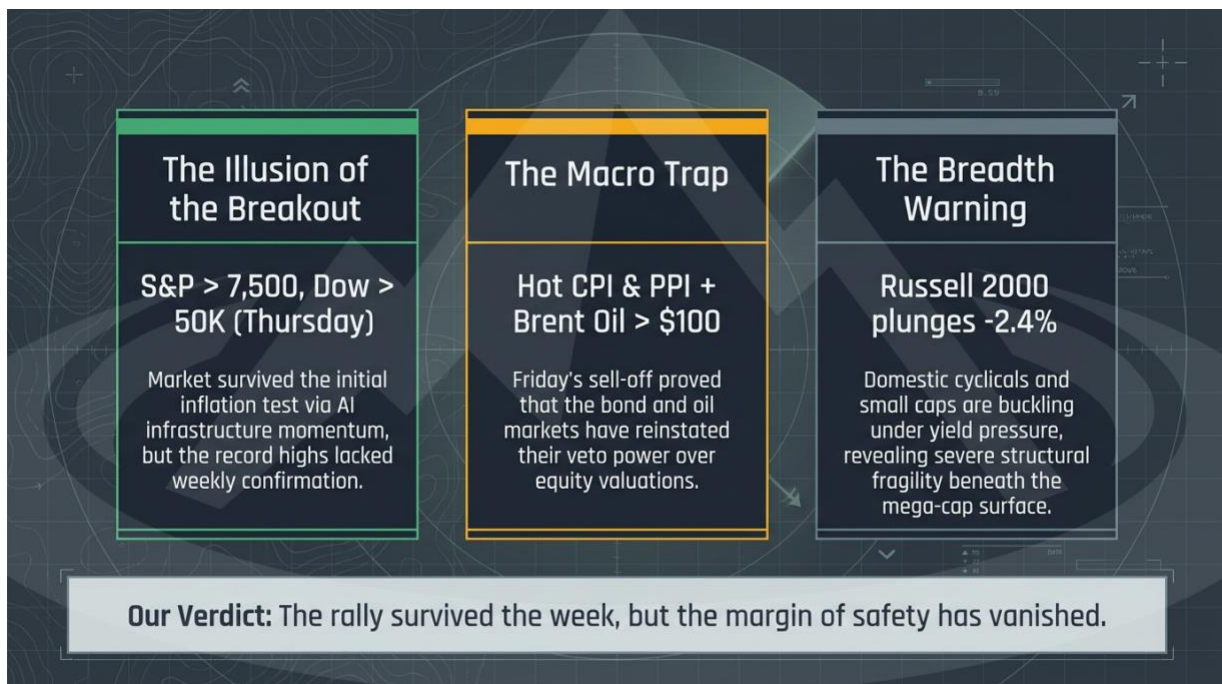 The Illusion of
the Breakout
S&P > 7,500, Dow >
50K (Thursday)
Market survived the initial
inflation test via AI
infrastructure momentum,
but the record highs lacked
weekly confirmation.
The Macro Trap
Hot CPI & PPI +
Brent Oil > $100
Friday's sell-off proved
that the bond and oil
markets have reinstated
their veto power over
equity valuations.
The Breadth
Warning
Russell 2000
plunges -2.4%
Domestic cyclicals and
small caps are buckling
under yield pressure,
revealing severe structural
fragility beneath the
mega-cap surface.
Our Verdict: The rally survived the week, but the margin of safety has vanished.